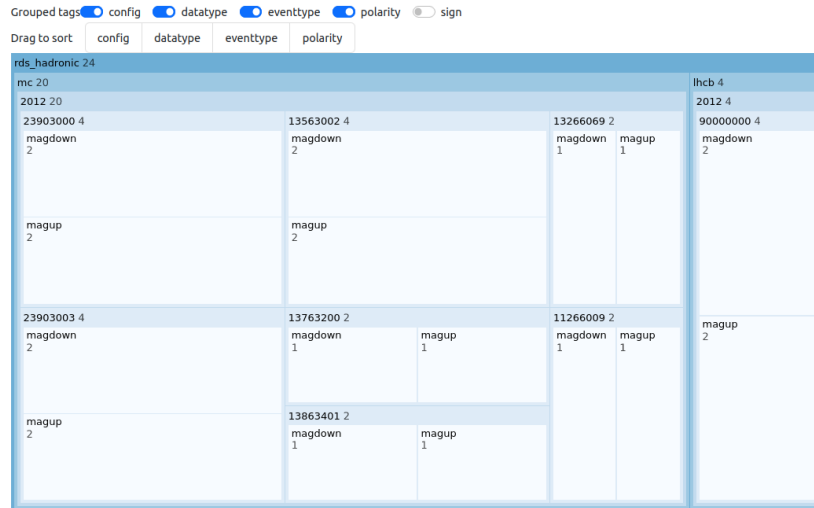 Grouped tags config datatype eventtype polarity sign
Drag to sort config datatype eventtype polarity
rds_hadronic 24
mc 20
2012 20
23903000 4
magdown
2
magup
2
23903003 4
magdown
2
magup
2
13563002 4
magdown
2
magup
2
13763200 2
magdown
1
magup
1
13863401 2
magdown
1
magup
1
13266069 2
magdown
1
magup
1
11266009 2
magdown
1
magup
1
lhcb 4
2012 4
90000000 4
magdown
2
magup
2